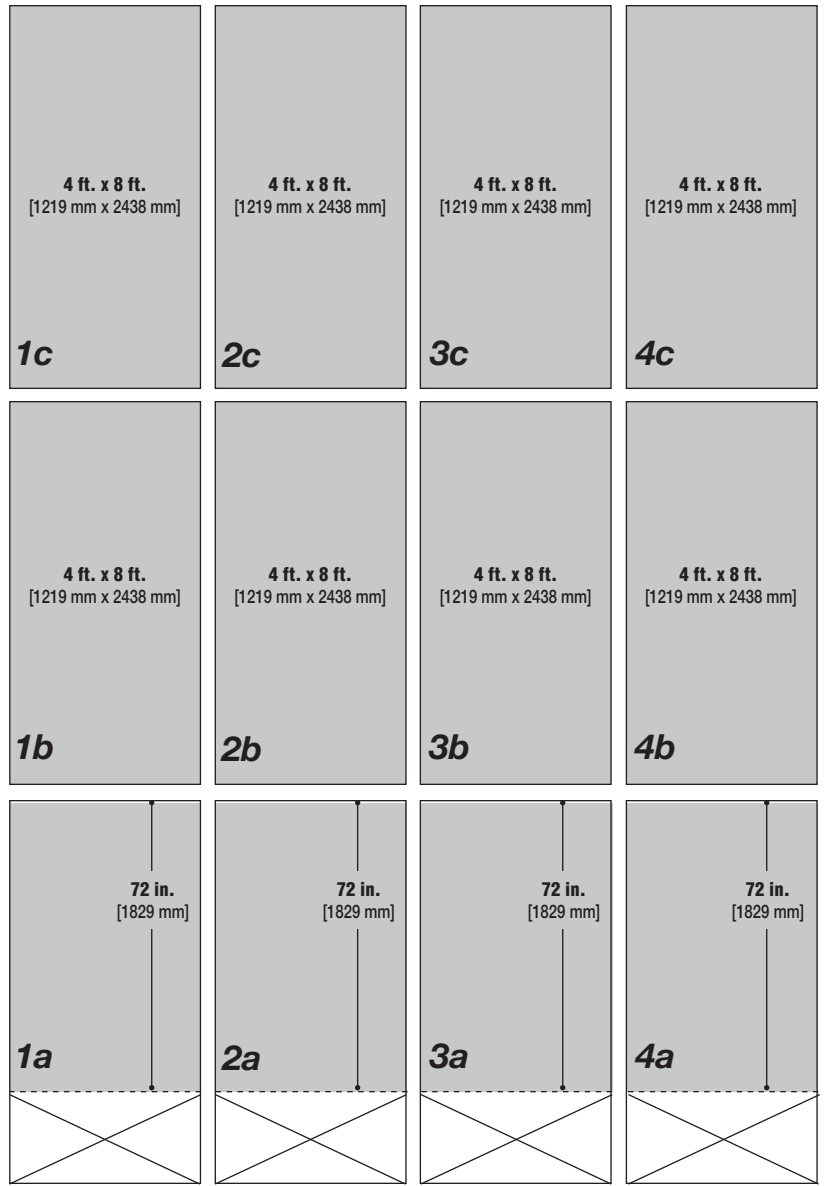 4 ft. x 8 ft.
[1219 mm x 2438 mm]
1c
4 ft. x 8 ft.
[1219 mm x 2438 mm]
2c
4 ft. x 8 ft.
[1219 mm x 2438 mm]
3c
4 ft. x 8 ft.
[1219 mm x 2438 mm]
4c
4 ft. x 8 ft.
[1219 mm x 2438 mm]
1b
4 ft. x 8 ft.
[1219 mm x 2438 mm]
2b
4 ft. x 8 ft.
[1219 mm x 2438 mm]
3b
4 ft. x 8 ft.
[1219 mm x 2438 mm]
4b
72 in.
[1829 mm]
1a
72 in.
[1829 mm]
2a
72 in.
[1829 mm]
3a
72 in.
[1829 mm]
4a